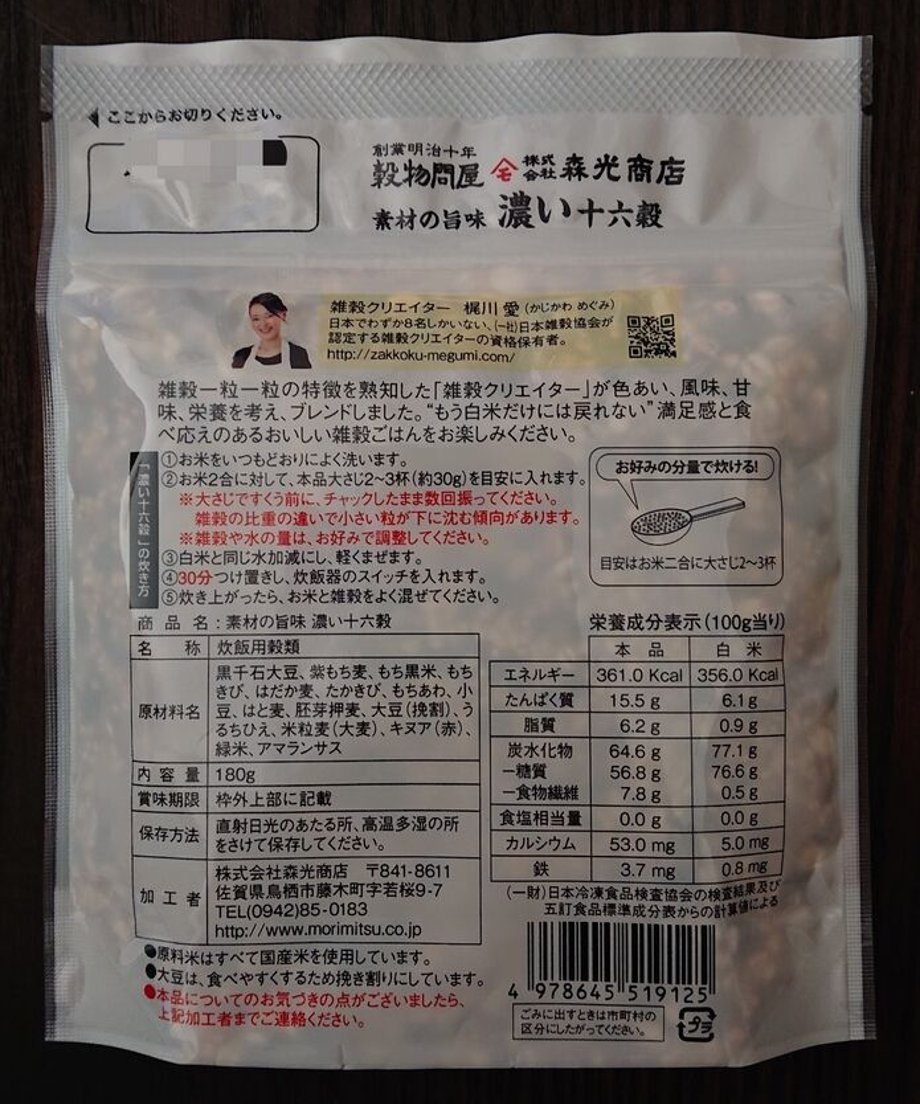 ここからお切りください。
創業明治十年
穀物問屋 株式会社 森光商店
素材の旨味 濃い十六穀
雑穀クリエイター 梶川 愛(かじかわ めぐみ)
日本でわずか8名しかいない、(一社)日本雑穀協会が
認定する雑穀クリエイターの資格保有者。
http://zakkoku-megumi.com/
雑穀一粒一粒の特徴を熟知した「雑穀クリエイター」が色あい、風味、甘
味、栄養を考え、ブレンドしました。“もう白米だけには戻れない”満足感と食
べ応えのあるおいしい雑穀ごはんをお楽しみください。
「濃い十六穀」の炊き方
①お米をいつもどおりによく洗います。
②お米2合に対して、本品大さじ2~3杯(約30g)を目安に入れます。
※大さじですくう前に、チャックしたまま数回振ってください。
雑穀の比重の違いで小さい粒が下に沈む傾向があります。
※雑穀や水の量は、お好みで調整してください。
③白米と同じ水加減にし、軽くまぜます。
④30分つけ置きし、炊飯器のスイッチを入れます。
⑤炊き上がったら、お米と雑穀をよく混ぜてください。
お好みの分量で炊ける!
目安はお米二合に大さじ2~3杯
商品名:素材の旨味 濃い十六穀
名称 炊飯用穀類
原材料名 黒千石大豆、紫もち麦、もち黒米、もち
きび、はだか麦、たかきび、もちあわ、小
豆、はと麦、胚芽押麦、大豆(挽割)、う
るちひえ、米粒麦(大麦)、キヌア(赤)、
緑米、アマランサス
内容量 180g
賞味期限 枠外上部に記載
保存方法 直射日光のあたる所、高温多湿の所
をさけて保存してください。
加工者 株式会社森光商店 〒841-8611
佐賀県鳥栖市藤木町字若桜9-7
TEL(0942)85-0183
http://www.morimitsu.co.jp
栄養成分表示(100g当り)
本品 白米
エネルギー 361.0 Kcal 356.0 Kcal
たんぱく質 15.5 g 6.1 g
脂質 6.2 g 0.9 g
炭水化物 64.6 g 77.1 g
ー糖質 56.8 g 76.6 g
ー食物繊維 7.8 g 0.5 g
食塩相当量 0.0 g 0.0 g
カルシウム 53.0 mg 5.0 mg
鉄 3.7 mg 0.8 mg
(一財)日本冷凍食品検査協会の検査結果及び
五訂食品標準成分表からの計算値による
●原料米はすべて国産米を使用しています。
●大豆は、食べやすくするため挽き割りにしています。
●本品についてのお気づきの点がございましたら、
上記加工者までご連絡ください。
4 978645 519125
ごみに出すときは市町村の
区分にしたがってください。
プラ